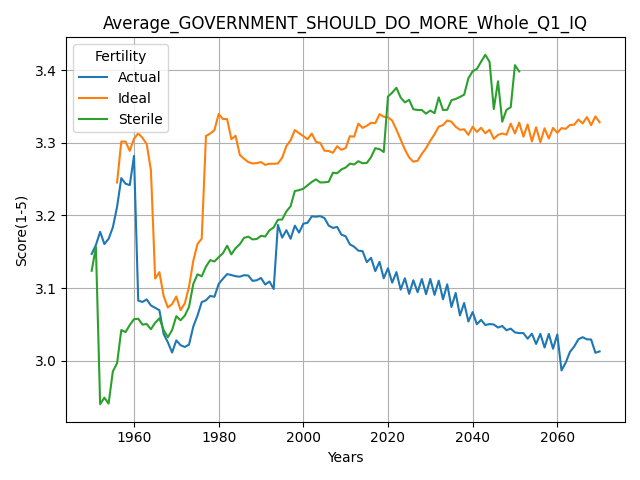 Average_GOVERNMENT_SHOULD_DO_MORE_Whole_Q1_IQ
Fertility
Actual
Ideal
Sterile
Score(1-5)
3.4
3.3
3.2
3.1
3.0
1960 1980 2000 2020 2040 2060
Years